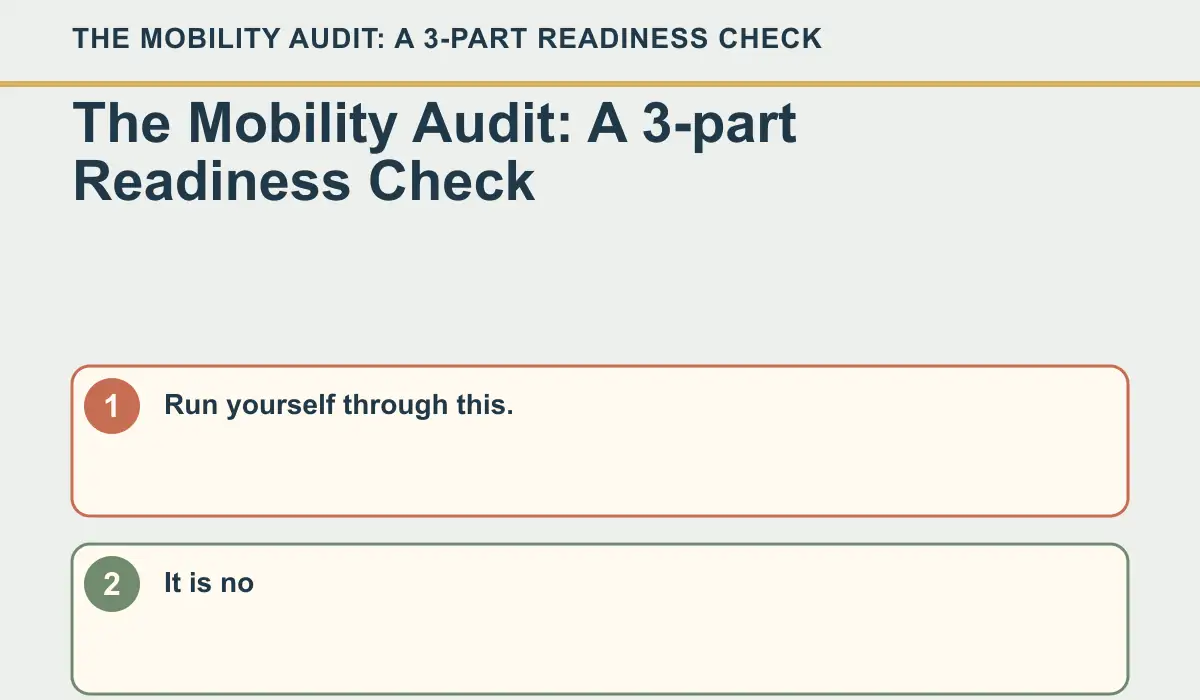 THE MOBILITY AUDIT: A 3-PART READINESS CHECK
The Mobility Audit: A 3-part
Readiness Check
1
Run yourself through this.
2
It is no